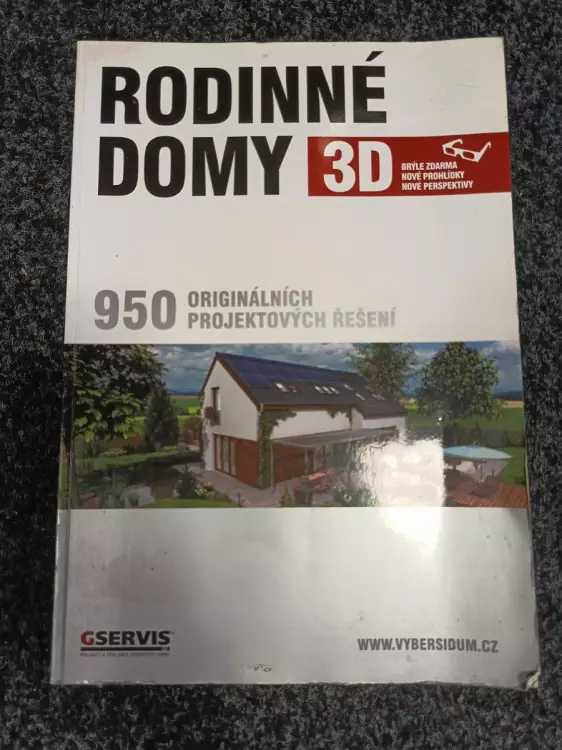 RODINNÉ
DOMY
3D
BRÝLE ZDARMA
NOVÉ PROHLÍDKY
NOVÉ PERSPEKTIVY
950 ORIGINÁLNÍCH
PROJEKTOVÝCH ŘEŠENÍ
GSERVIS
WWW.VYBERSIDUM.CZ